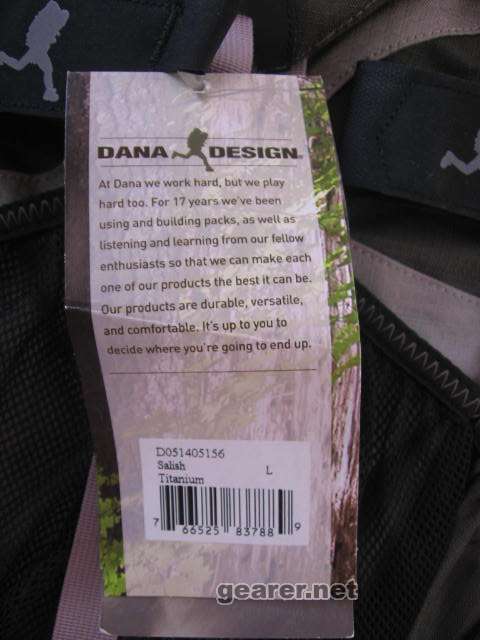 DANA DESIGN
At Dana we work hard, but we play
hard too. For 17 years we've been
using and building packs, as well as
listening and learning from our fellow
enthusiasts so that we can make each
one of our products the best it can be.
Our products are durable, versatile,
and comfortable. It's up to you to
decide where you're going to end up.
D051405156
Salish L
Titanium
7 66525 83788 9
gearer.net